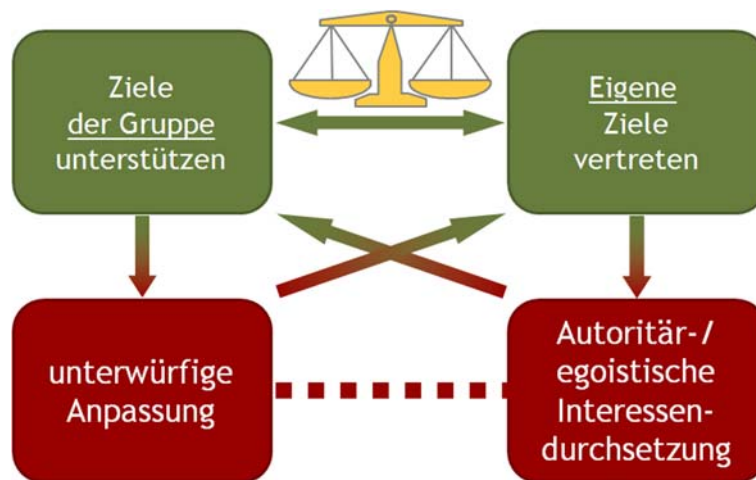 Ziele
der Gruppe
unterstützen
Eigene
Ziele
vertreten
unterwürfige
Anpassung
Autoritär-/
egoistische
Interessen-
durchsetzung